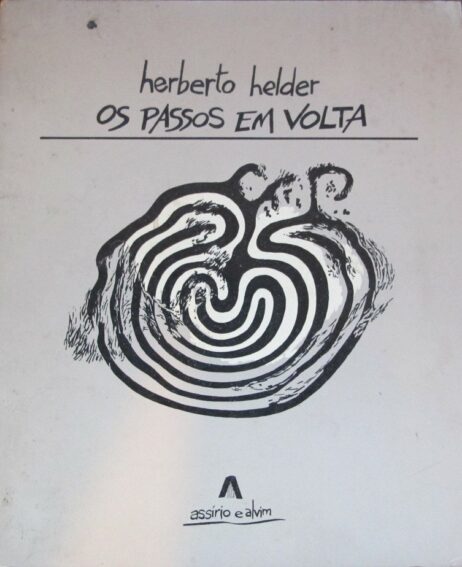 herberto helder
OS PASSOS EM VOLTA
assírio e alvim